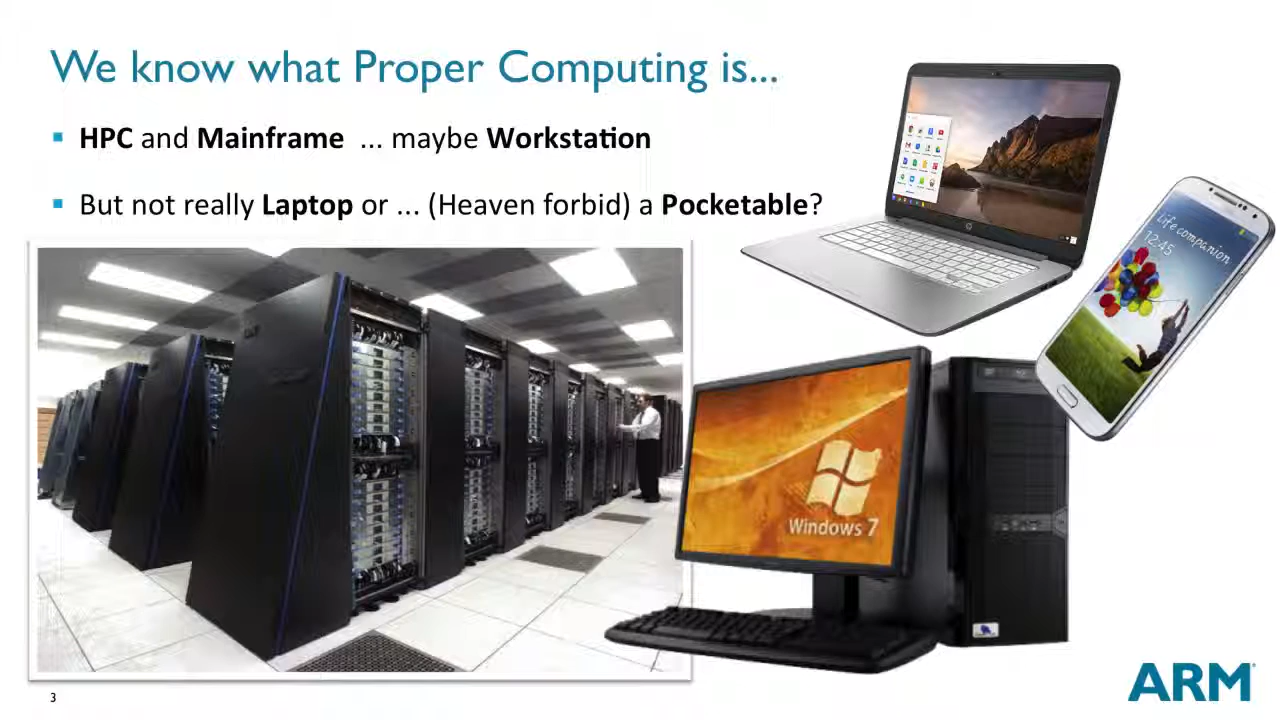 We know what Proper Computing is...
▪ HPC and Mainframe ... maybe Workstation
▪ But not really Laptop or ... (Heaven forbid) a Pocketable?
Life companion
12:45
Windows 7
3
ARM